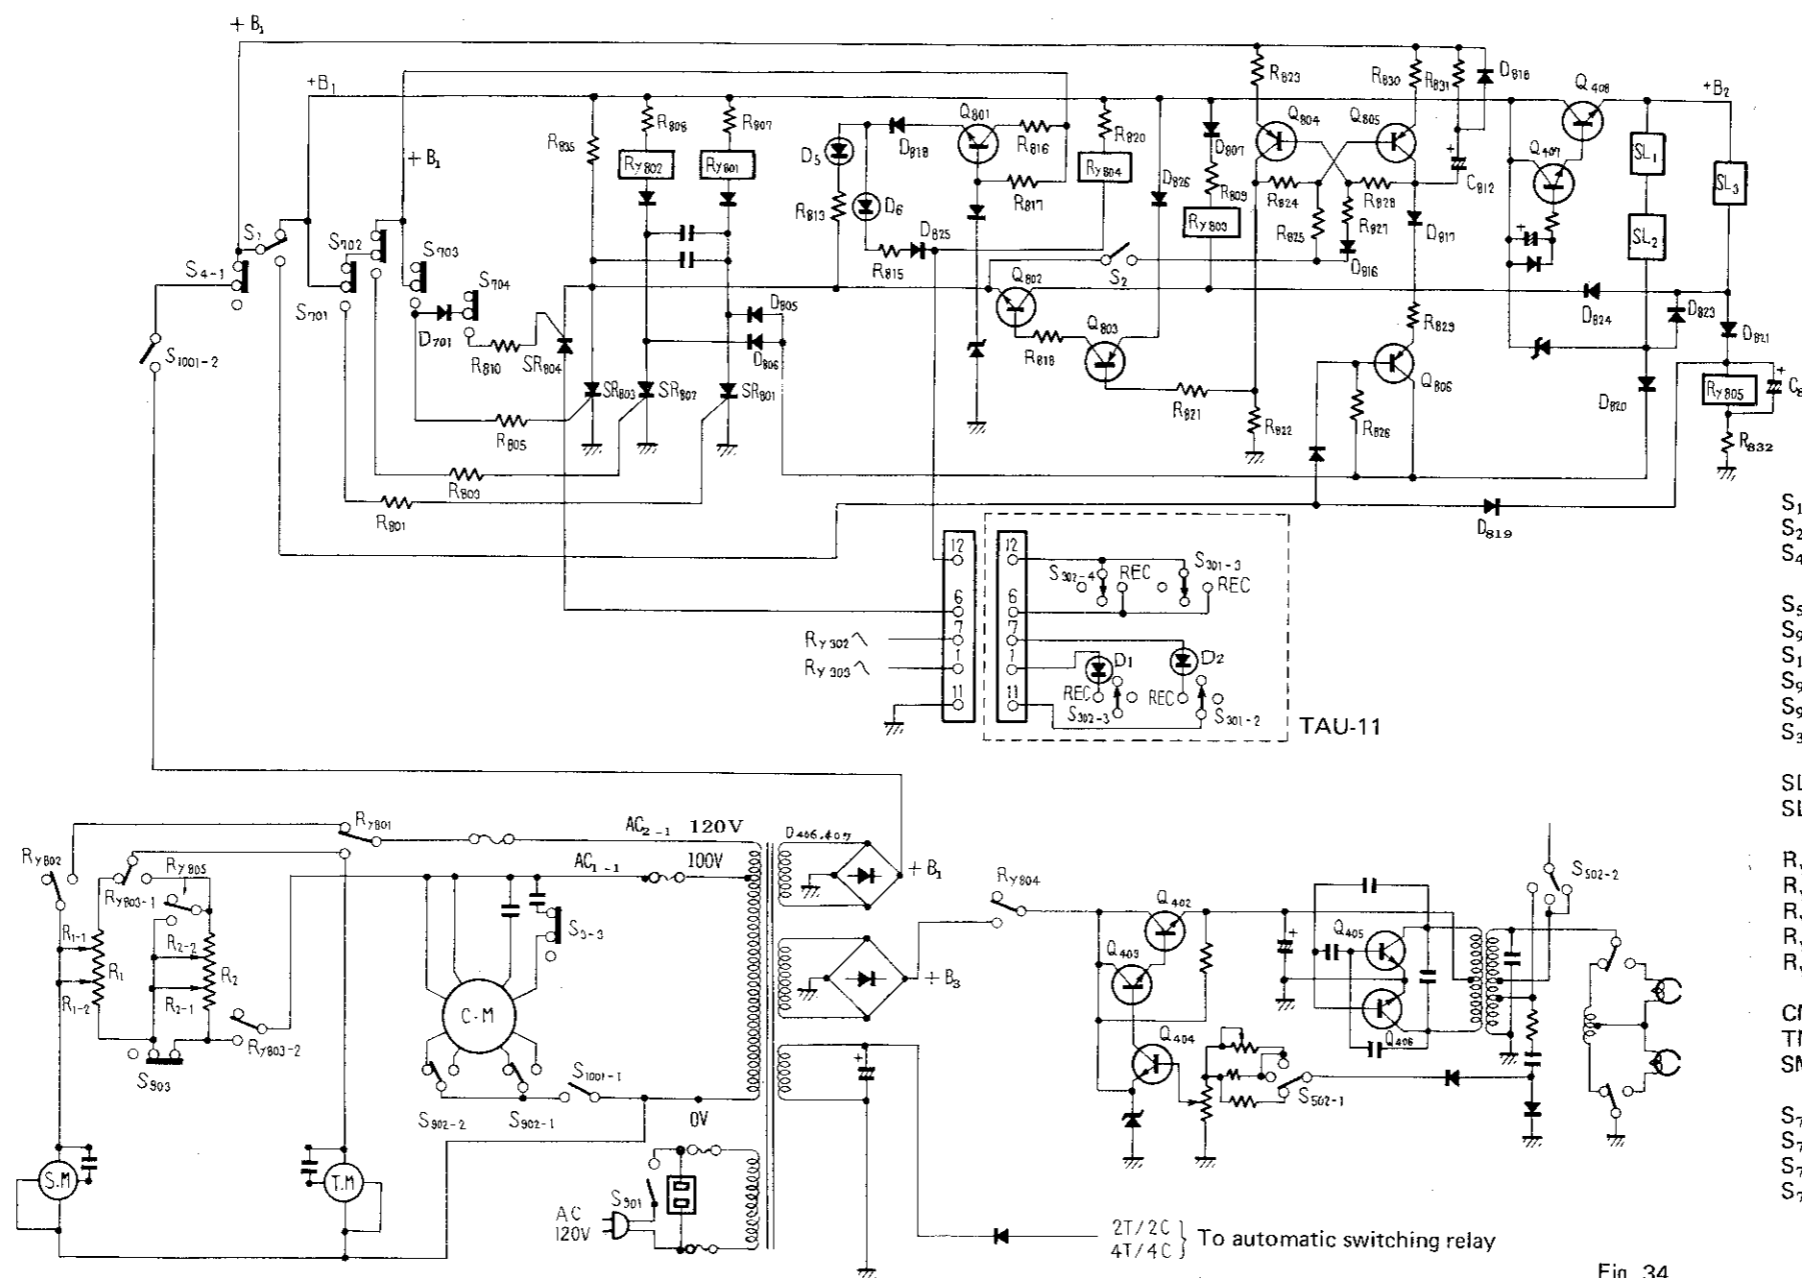 + B₁
+B₁
+ B₁
R823
R830
R831
D818
Q408
+B₂
R835
R806
R807
Ry802
Ry801
D5
D818
Q801
R816
R820
Ry804
R817
D826
D807
R809
Ry803
Q804
Q805
R824
R828
R825
R827
D816
D817
C812
Q407
SL1
SL2
SL3
R813
D6
D825
R815
S2
S702
S703
S704
S4-1
S701
D701
R810
SR804
S1001-2
D805
D806
SR803
SR802
SR801
Q802
R818
Q803
R821
R822
R829
Q806
R826
D824
D823
D821
D820
Ry805
R832
R805
R803
R801
D819
12
6
7
1
11
12
6
7
1
11
S302-4
REC
S301-3
REC
Ry302
Ry303
D1
D2
REC
REC
S302-3
S301-2
TAU-11
Ry801
AC2-1 120V
AC1-1 100V
D406.407
+ B₁
+ B₃
Ry802
Ry805
Ry803-1
R1-1
R1
R1-2
R2-2
R2
R2-1
Ry803-2
S903
C-M
S902-2
S902-1
S1001-1
0V
S.M
T.M
S901
AC
120V
Ry804
Q402
Q403
Q404
Q405
Q406
S502-2
S502-1
2T/2C
4T/4C
To automatic switching relay
Fig. 34